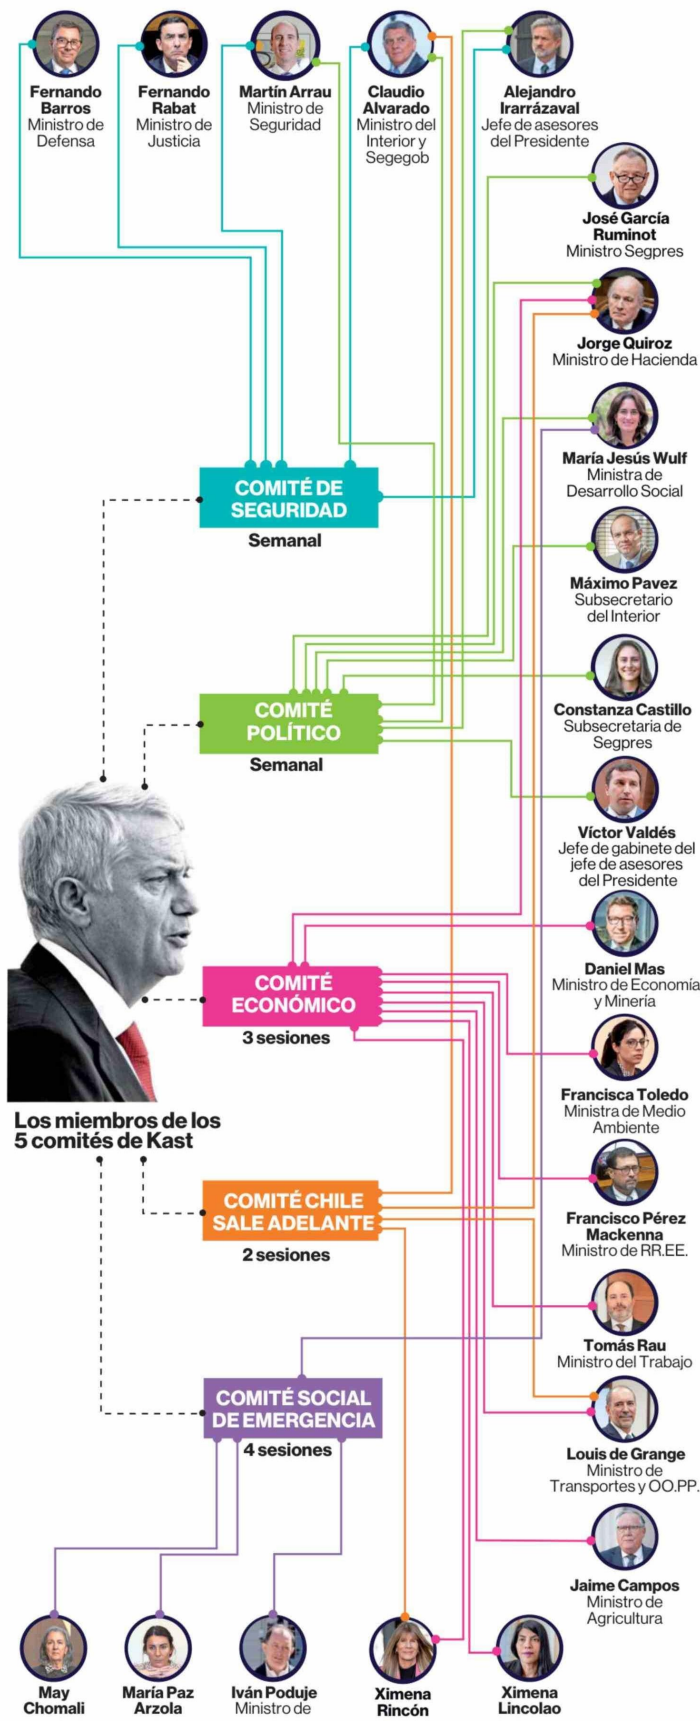 Fernando
Barros
Ministro de
Defensa
Fernando
Rabat
Ministro de
Justicia
Martín Arrau
Ministro de
Seguridad
Claudio
Alvarado
Ministro del
Interior y
Segegob
Alejandro
Irarrázaval
Jefe de asesores
del Presidente
José García
Ruminot
Ministro Segpres
Jorge Quiroz
Ministro de Hacienda
María Jesús Wulf
Ministra de
Desarrollo Social
COMITÉ DE
SEGURIDAD
Semanal
Máximo Pavez
Subsecretario
del Interior
Constanza Castillo
Subsecretaria de
Segpres
COMITÉ
POLÍTICO
Semanal
Víctor Valdés
Jefe de gabinete del
jefe de asesores
del Presidente
Daniel Mas
Ministro de Economía
y Minería
COMITÉ
ECONÓMICO
3 sesiones
Francisca Toledo
Ministra de Medio
Ambiente
Los miembros de los
5 comités de Kast
Francisco Pérez
Mackenna
Ministro de RR.EE.
COMITÉ CHILE
SALE ADELANTE
2 sesiones
Tomás Rau
Ministro del Trabajo
COMITÉ SOCIAL
DE EMERGENCIA
4 sesiones
Louis de Grange
Ministro de
Transportes y OO.PP.
Jaime Campos
Ministro de
Agricultura
May
Chomali
María Paz
Arzola
Iván Poduje
Ministro de
Ximena
Rincón
Ximena
Lincolao